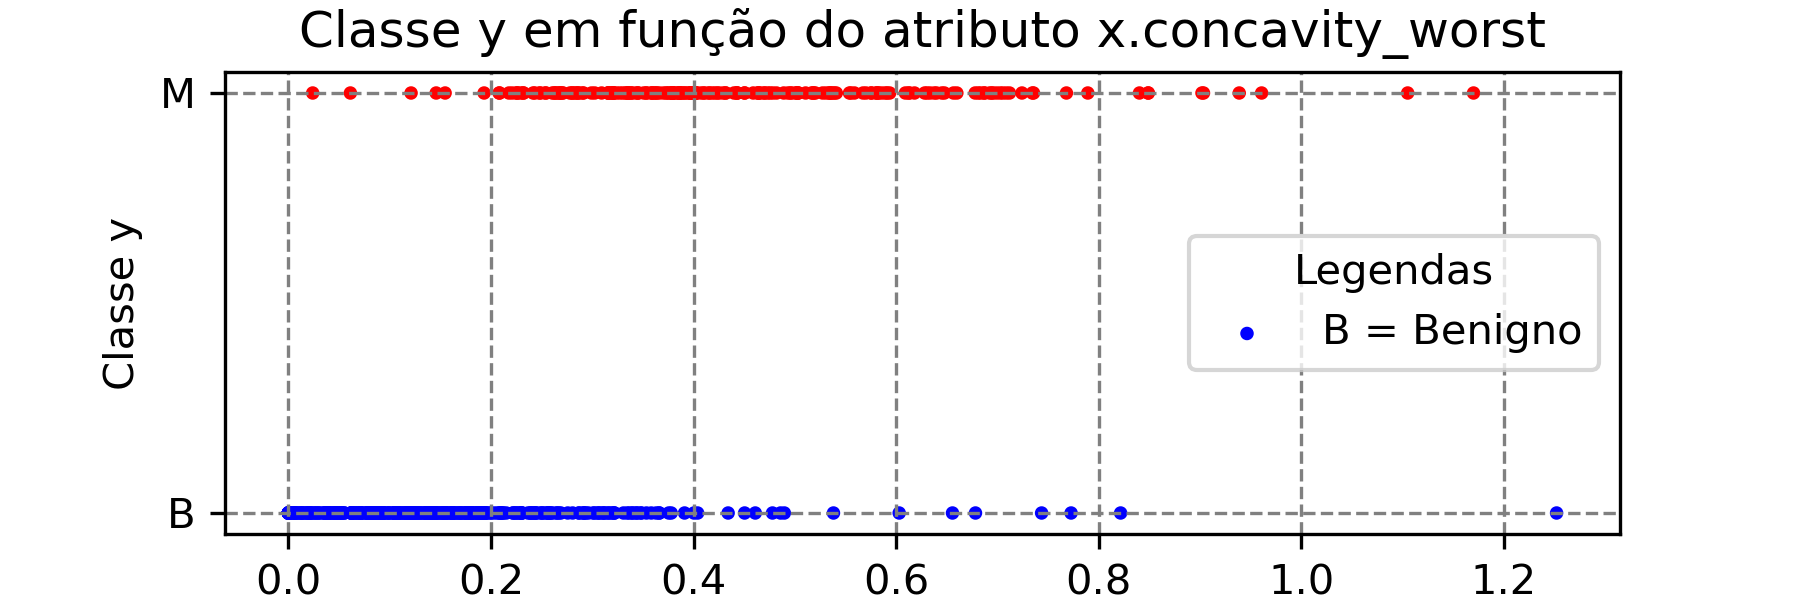 Classe y em função do atributo x.concavity_worst
M
Classe y
Legendas
B = Benigno
B
0.0 0.2 0.4 0.6 0.8 1.0 1.2